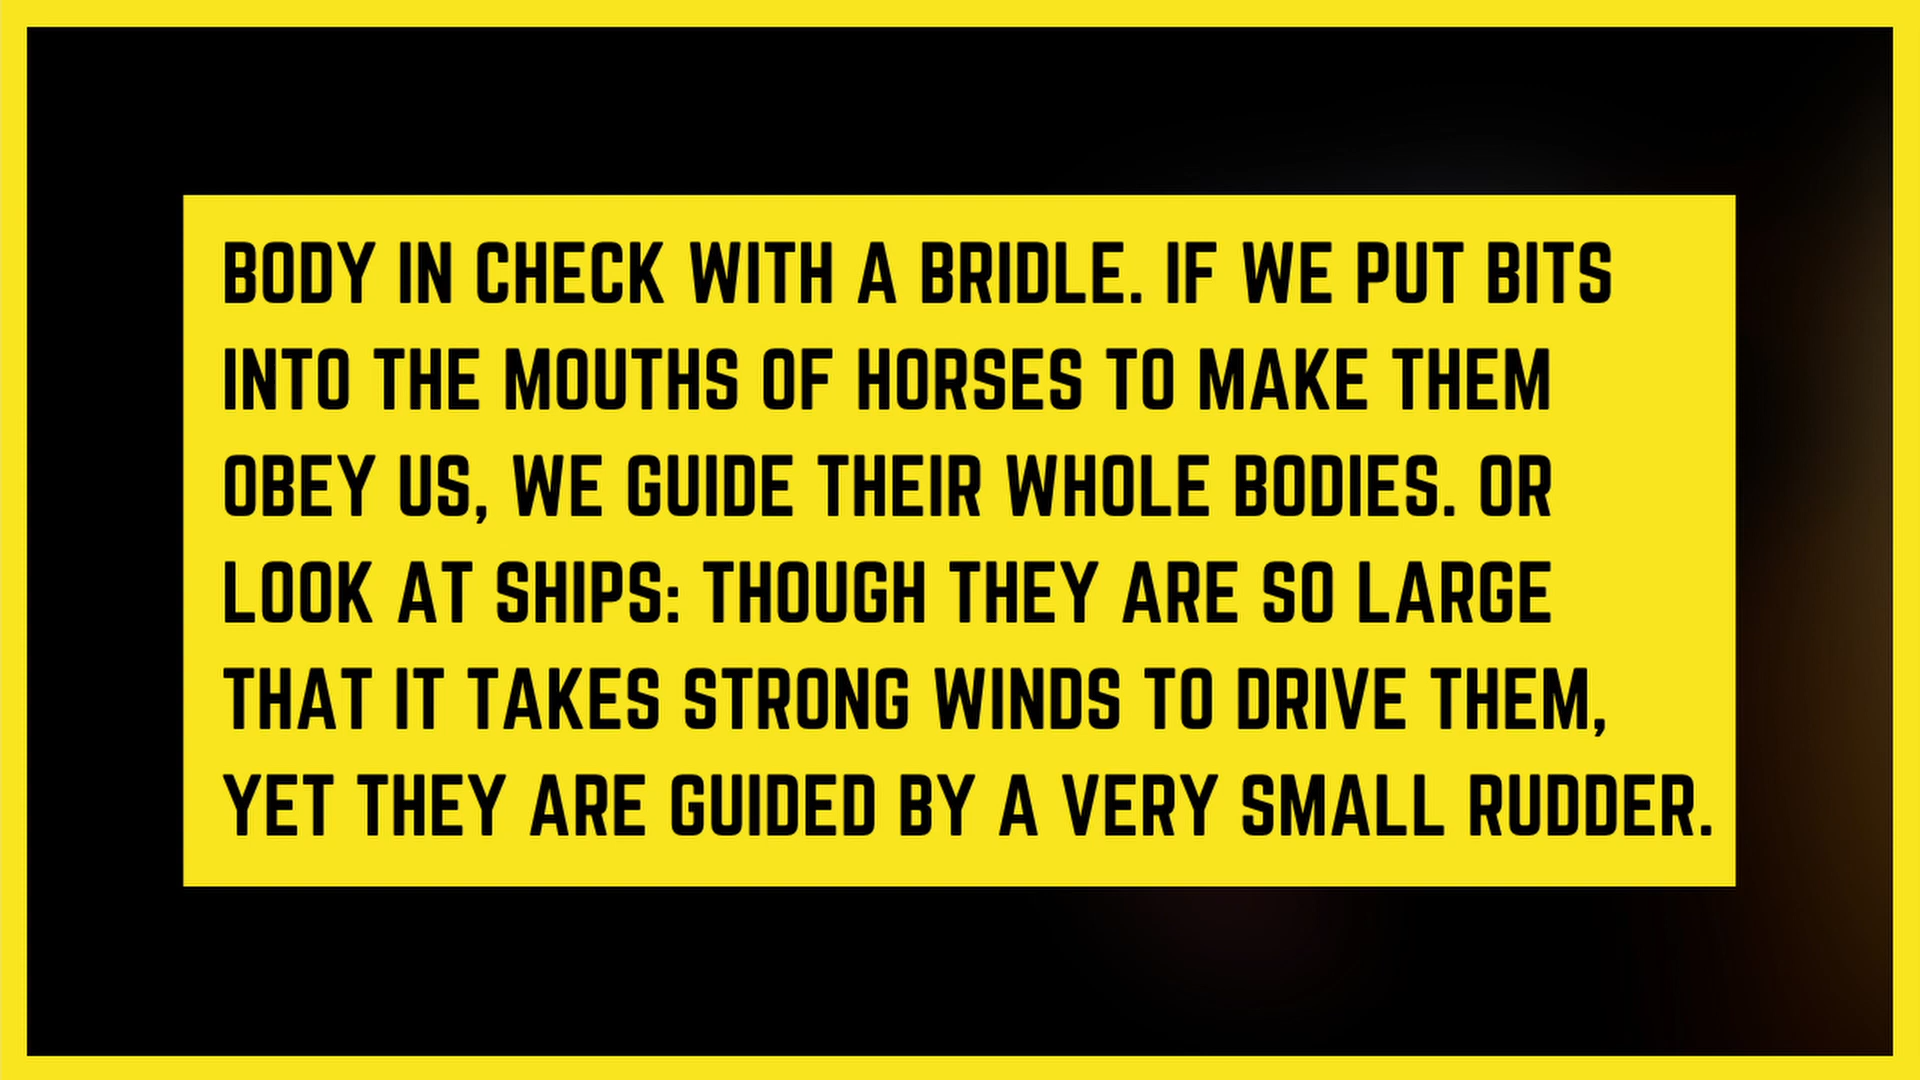 BODY IN CHECK WITH A BRIDLE. IF WE PUT BITS
INTO THE MOUTHS OF HORSES TO MAKE THEM
OBEY US, WE GUIDE THEIR WHOLE BODIES. OR
LOOK AT SHIPS: THOUGH THEY ARE SO LARGE
THAT IT TAKES STRONG WINDS TO DRIVE THEM,
YET THEY ARE GUIDED BY A VERY SMALL RUDDER.